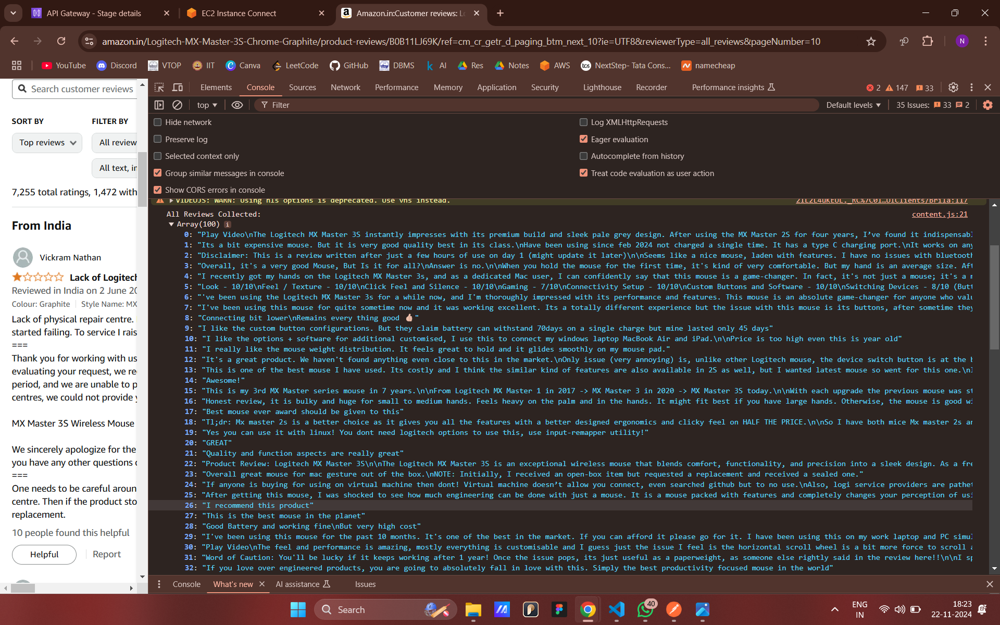 API Gateway - Stage details
EC2 Instance Connect
Amazon.in:Customer reviews: L
amazon.in/Logitech-MX-Master-3S-Chrome-Graphite/product-reviews/B0B11LJ69K/ref=cm_cr_getr_d_paging_btm_next_10?ie=UTF8&reviewerType=all_reviews&pageNumber=10
N
YouTube Discord VTOP IIT Canva LeetCode GitHub DBMS AI Res Notes AWS NextStep- Tata Cons... namecheap
Search customer reviews
Elements Console Sources Network Performance Memory Application Security Lighthouse Recorder Performance insights 2 147 33
top Filter Default levels 35 Issues: 33 2
SORT BY FILTER BY
Top reviews All review
All text, i
7,255 total ratings, 1,472 with
Hide network Log XMLHttpRequests
Preserve log Eager evaluation
Selected context only Autocomplete from history
Group similar messages in console Treat code evaluation as user action
Show CORS errors in console
VIDEOJS: WARN: Using hls options is deprecated. Use vhs instead.
All Reviews Collected: content.js:21
Array(100)
0: "Play Video\nThe Logitech MX Master 3S instantly impresses with its premium build and sleek pale grey design. After using the MX Master 2S for four years, I've found it indispensabl
1: "Its a bit expensive mouse. But it is very good quality best in its class.\nHave been using since feb 2024 not charged a single time. It has a type C charging port.\nIt works on any
2: "Disclaimer: This is a review written after just a few hours of use on day 1 (might update it later)\n\nSeems like a nice mouse, laden with features. I have no issues with bluetooth
3: "Overall, it's a very good Mouse, But Is it for all?\nAnswer is no.\n\nWhen you hold the mouse for the first time, it's kind of very comfortable. But my hand is an average size. Aft
4: "I recently got my hands on the Logitech MX Master 3s, and as a dedicated Mac user, I can confidently say that this mouse is a game-changer. In fact, it's not just a mouse; it's a m
5: "Look - 10/10\nFeel / Texture - 10/10\nClick Feel and Silence - 10/10\nGaming - 7/10\nConnectivity Setup - 10/10\nCustom Buttons and Software - 10/10\nSwitching Devices - 8/10 (Butt
6: "'ve been using the Logitech MX Master 3s for a while now, and I'm thoroughly impressed with its performance and features. This mouse is an absolute game-changer for anyone who valu
7: "I've been using this mouse for quite sometime now and it was working excellent. Its a totally different experience but the issue with this mouse is its buttons, after sometime they
8: "Connecting bit lower\nRemains every thing good 👍🏻"
9: "I like the custom button configurations. But they claim battery can withstand 70days on a single charge but mine lasted only 45 days"
10: "I like the options + software for additional customised, I use this to connect my windows laptop MacBook Air and iPad.\n\nPrice is too high even this is year old"
11: "I really like the mouse weight distribution. It feels great to hold and it glides smoothly on my mouse pad."
12: "It's a great product. We haven't found anything even close to this in the market.\nOnly issue (very annoying) is, unlike other Logitech mouse, the device switch button is at the b
13: "This is one of the best mouse I have used. Its costly and I think the similar kind of features are also available in 2S as well, but I wanted latest mouse so went for this one.\n
14: "Awesome!"
15: "This is my 3rd MX Master series mouse in 7 years.\n\nFrom Logitech MX Master 1 in 2017 -> MX Master 3 in 2020 -> MX Master 3S today.\n\nWith each upgrade the previous mouse was st
16: "Honest review, it is bulky and huge for small to medium hands. Feels heavy on the palm and in the hands. It might fit best if you have large hands. Otherwise, the mouse is good wi
17: "Best mouse ever award should be given to this"
18: "Tl;dr: Mx master 2s is a better choice as it gives you all the features with a better designed ergonomics and clicky feel on HALF THE PRICE.\n\nSo I have both mice Mx master 2s an
19: "Yes you can use it with linux! You dont need logitech options to use this, use input-remapper utility!"
20: "GREAT"
21: "Quality and function aspects are really great"
22: "Product Review: Logitech MX Master 3S\n\nThe Logitech MX Master 3S is an exceptional wireless mouse that blends comfort, functionality, and precision into a sleek design. As a fre
23: "Overall great mouse for mac gesture out of the box.\nNOTE: Initially, I received an open-box item but requested a replacement and received a sealed one."
24: "If anyone is buying for using on virtual machine then dont! Virtual machine doesn't allow you connect, even searched github but to no use.\nAlso, logi service providers are pathet
25: "After getting this mouse, I was shocked to see how much engineering can be done with just a mouse. It is a mouse packed with features and completely changes your perception of usi
26: "I recommend this product"
27: "This is the best mouse in the planet"
28: "Good Battery and working fine\nBut very high cost"
29: "I've been using this mouse for the past 10 months. It's one of the best in the market. If you can afford it please go for it. I have been using this on my work laptop and PC simul
30: "Play Video\nThe feel and performance is amazing, mostly everything is customisable and I guess just the issue I feel is the horizontal scroll wheel is a bit more force to scroll a
31: "Word of Caution: You'll be lucky if it keeps working after 1 year! Once the issue pops, its just useful as a paperweight, as someone else rightly said in the review here!!\n\nI sp
32: "If you love over engineered products, you are going to absolutely fall in love with this. Simply the best productivity focused mouse in the world"
From India
Vickram Nathan
Lack of Logitech
Reviewed in India on 2 June 20
Colour: Graphite Style Name: MX
Lack of physical repair centre.
started failing. To service I rais
===
Thank you for working with us
evaluating your request, we re
period, and we are unable to p
centres, we could not provide y
MX Master 3S Wireless Mouse
We sincerely apologize for the
you have any other questions o
===
One needs to be careful aroun
centre. Then if the product sto
replacement.
10 people found this helpful
Helpful Report
Console What's new AI assistance Issues
Search
40
ENG
IN
18:23
22-11-2024